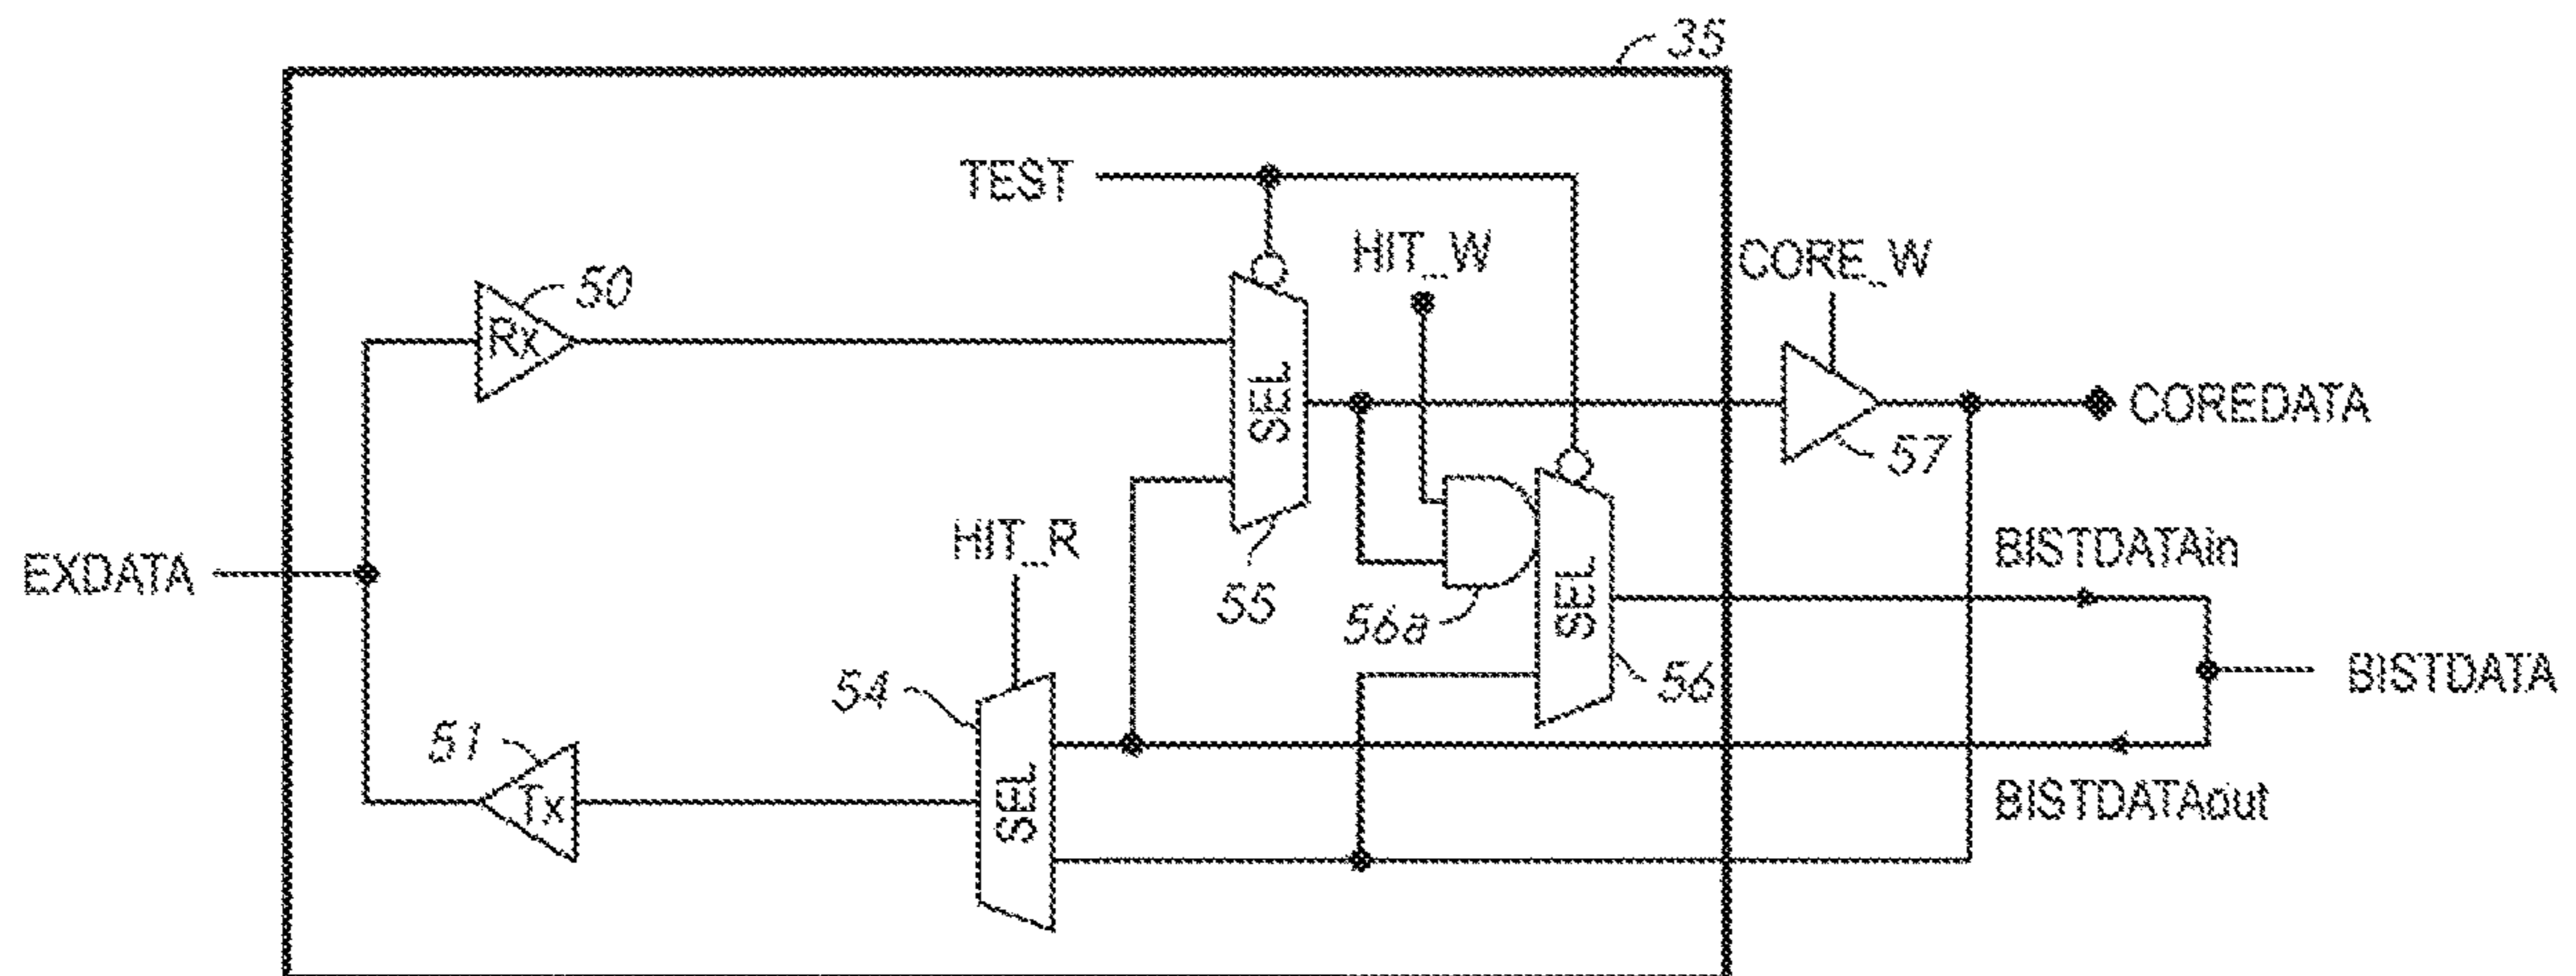 35
TEST
HIT_W
CORE_W
50
Rx
SEL
COREDATA
57
HIT_R
BISTDATAin
EXDATA
55
56a
SEL
56
BISTDATA
54
51
Tx
SEL
BISTDATAout